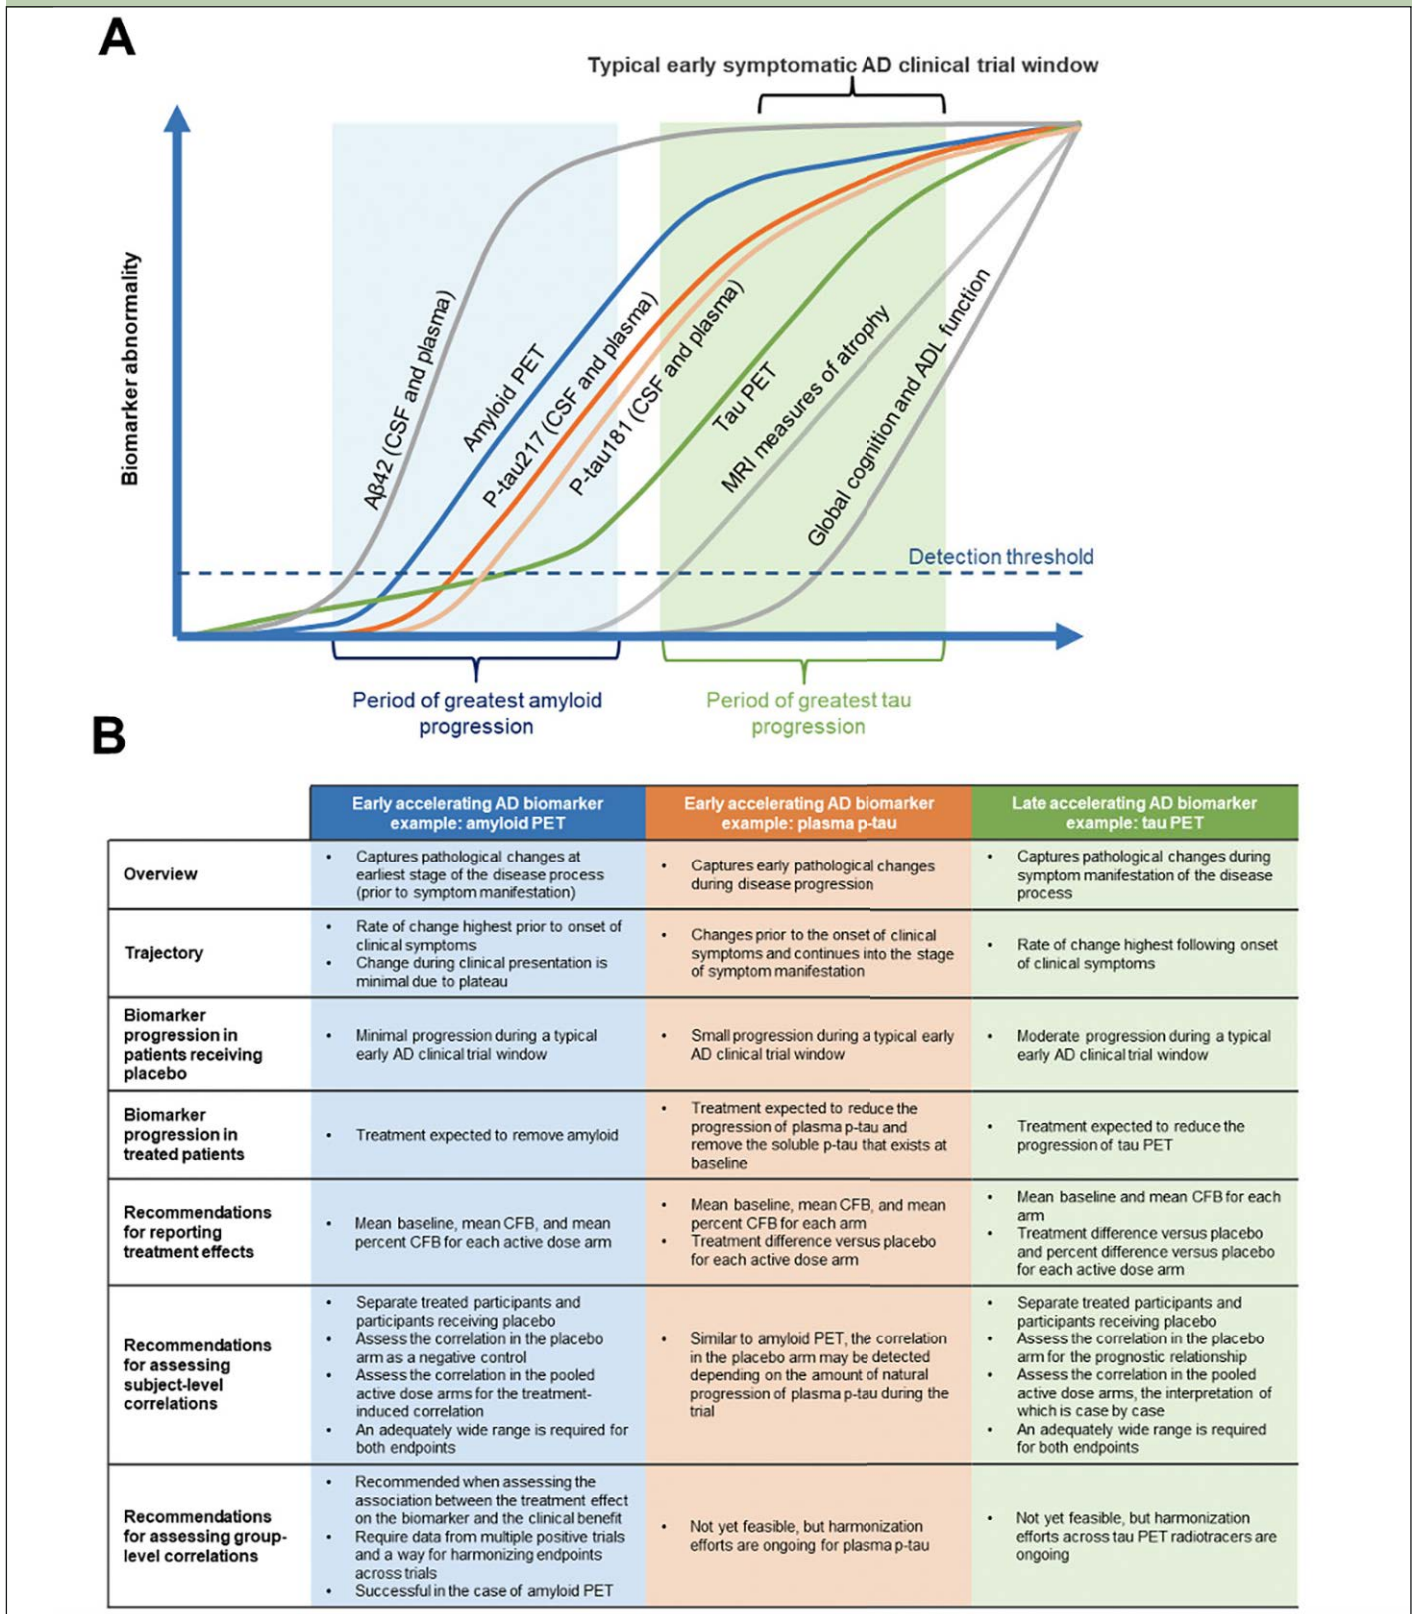 A
Typical early symptomatic AD clinical trial window
Biomarker abnormality
Aβ42 (CSF and plasma)
Amyloid PET
P-tau217 (CSF and plasma)
P-tau181 (CSF and plasma)
Tau PET
MRI measures of atrophy
Global cognition and ADL function
Detection threshold
Period of greatest amyloid
progression
Period of greatest tau
progression
B
Early accelerating AD biomarker
example: amyloid PET
Early accelerating AD biomarker
example: plasma p-tau
Late accelerating AD biomarker
example: tau PET
Overview
• Captures pathological changes at
earliest stage of the disease process
(prior to symptom manifestation)
• Captures early pathological changes
during disease progression
• Captures pathological changes during
symptom manifestation of the disease
process
Trajectory
• Rate of change highest prior to onset of
clinical symptoms
• Change during clinical presentation is
minimal due to plateau
• Changes prior to the onset of clinical
symptoms and continues into the stage
of symptom manifestation
• Rate of change highest following onset
of clinical symptoms
Biomarker
progression in
patients receiving
placebo
• Minimal progression during a typical
early AD clinical trial window
• Small progression during a typical early
AD clinical trial window
• Moderate progression during a typical
early AD clinical trial window
Biomarker
progression in
treated patients
• Treatment expected to remove amyloid
• Treatment expected to reduce the
progression of plasma p-tau and
remove the soluble p-tau that exists at
baseline
• Treatment expected to reduce the
progression of tau PET
Recommendations
for reporting
treatment effects
• Mean baseline, mean CFB, and mean
percent CFB for each active dose arm
• Mean baseline, mean CFB, and mean
percent CFB for each arm
• Treatment difference versus placebo
for each active dose arm
• Mean baseline and mean CFB for each
arm
• Treatment difference versus placebo
and percent difference versus placebo
for each active dose arm
Recommendations
for assessing
subject-level
correlations
• Separate treated participants and
participants receiving placebo
• Assess the correlation in the placebo
arm as a negative control
• Assess the correlation in the pooled
active dose arms for the treatment-
induced correlation
• An adequately wide range is required for
both endpoints
• Similar to amyloid PET, the correlation
in the placebo arm may be detected
depending on the amount of natural
progression of plasma p-tau during the
trial
• Separate treated participants and
participants receiving placebo
• Assess the correlation in the placebo
arm for the prognostic relationship
• Assess the correlation in the pooled
active dose arms, the interpretation of
which is case by case
• An adequately wide range is required
for both endpoints
Recommendations
for assessing group-
level correlations
• Recommended when assessing the
association between the treatment effect
on the biomarker and the clinical benefit
• Require data from multiple positive trials
and a way for harmonizing endpoints
across trials
• Successful in the case of amyloid PET
• Not yet feasible, but harmonization
efforts are ongoing for plasma p-tau
• Not yet feasible, but harmonization
efforts across tau PET radiotracers are
ongoing